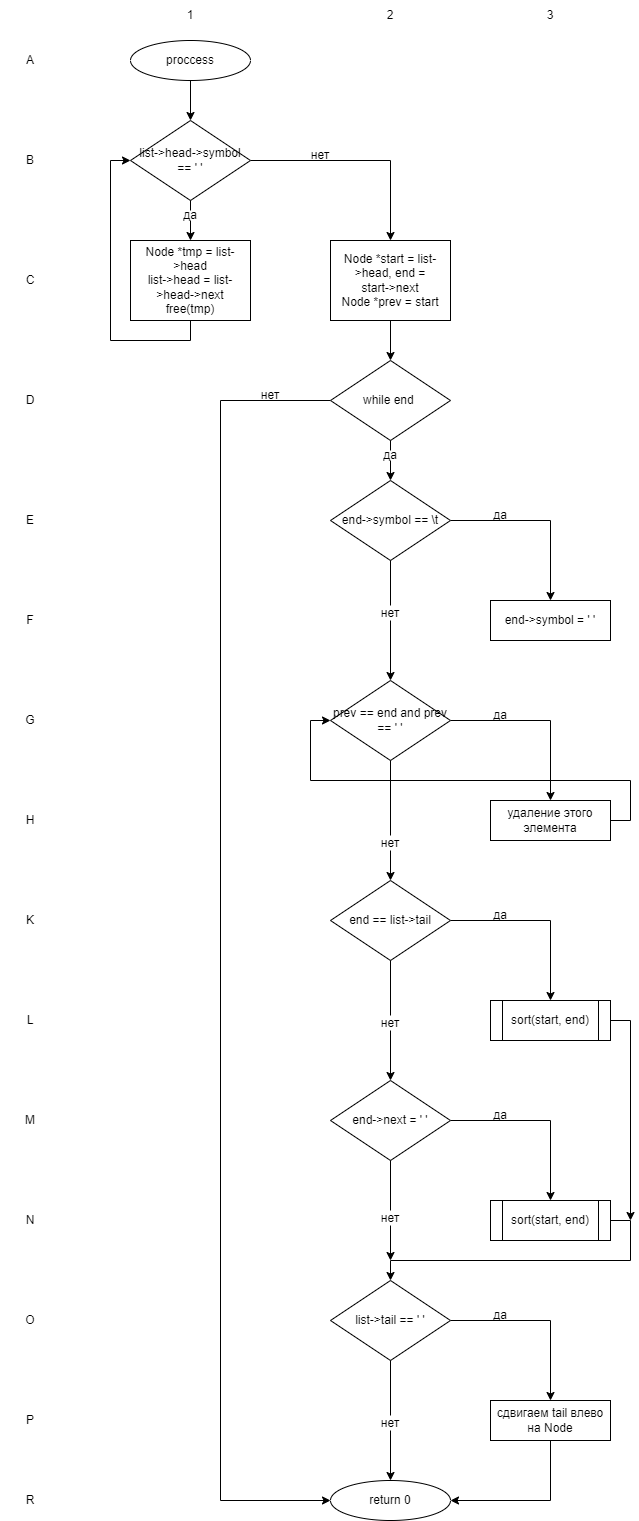 1 2 3
A
proccess
B
list->head->symbol
== ' '
нет
да
C
Node *tmp = list-
>head
list->head = list-
>head->next
free(tmp)
Node *start = list-
>head, end =
start->next
Node *prev = start
D
нет
while end
да
E
end->symbol == \t
да
F
нет
end->symbol = ' '
G
prev == end and prev
== ' '
да
H
удаление этого
элемента
нет
K
end == list->tail
да
L
нет
sort(start, end)
M
end->next = ' '
да
N
нет
sort(start, end)
O
list->tail == ' '
да
P
нет
сдвигаем tail влево
на Node
R
return 0